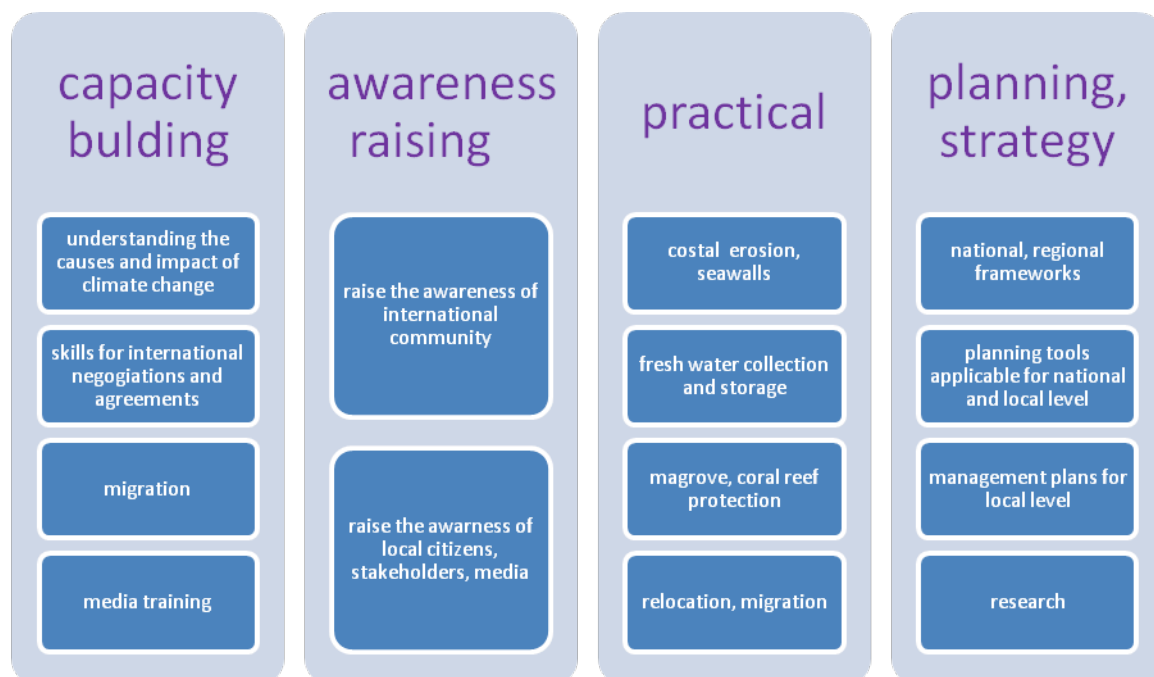 capacity
bulding
understanding the
causes and impact of
climate change
skills for international
negogiations and
agreements
migration
media training
awareness
raising
raise the awareness of
international
community
raise the awarness of
local citizens,
stakeholders, media
practical
costal erosion,
seawalls
fresh water collection
and storage
magrove, coral reef
protection
relocation, migration
planning,
strategy
national, regional
frameworks
planning tools
applicable for national
and local level
management plans for
local level
research